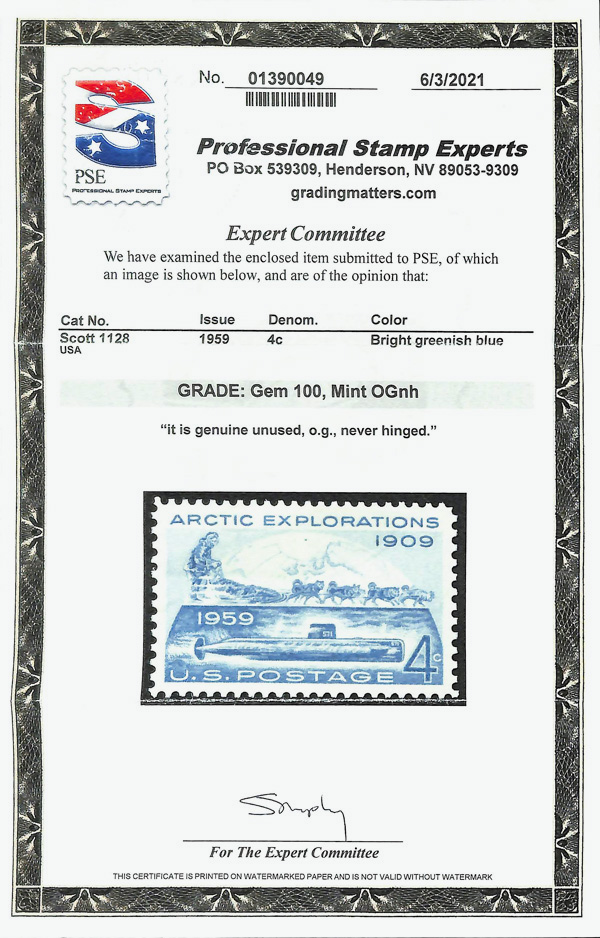 No. 01390049 6/3/2021
PSE
PROFESSIONAL STAMP EXPERTS
Professional Stamp Experts
PO Box 539309, Henderson, NV 89053-9309
gradingmatters.com
Expert Committee
We have examined the enclosed item submitted to PSE, of which
an image is shown below, and are of the opinion that:
Cat No. Issue Denom. Color
Scott 1128 1959 4c Bright greenish blue
USA
GRADE: Gem 100, Mint OGnh
“it is genuine unused, o.g., never hinged.”
ARCTIC EXPLORATIONS
1909
1959
571
4c
U.S. POSTAGE
For The Expert Committee
THIS CERTIFICATE IS PRINTED ON WATERMARKED PAPER AND IS NOT VALID WITHOUT WATERMARK